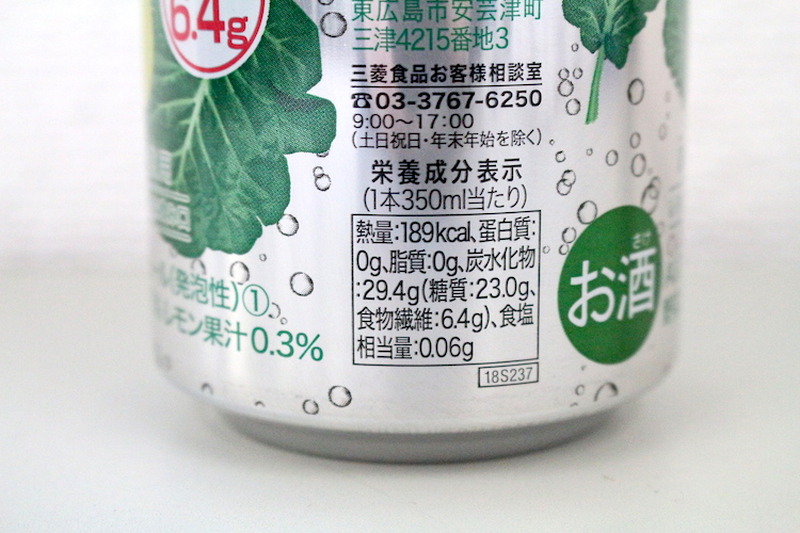 6.4g
東広島市安芸津町
三津4215番地3
三菱食品お客様相談室
☎03-3767-6250
9:00〜17:00
(土日祝日・年末年始を除く)
栄養成分表示
(1本350ml当たり)
熱量:189kcal、蛋白質:
0g、脂質:0g、炭水化物
:29.4g(糖質:23.0g、
食物繊維:6.4g)、食塩
相当量:0.06g
18S237
(発泡性)①
レモン果汁0.3%
さけ
お酒